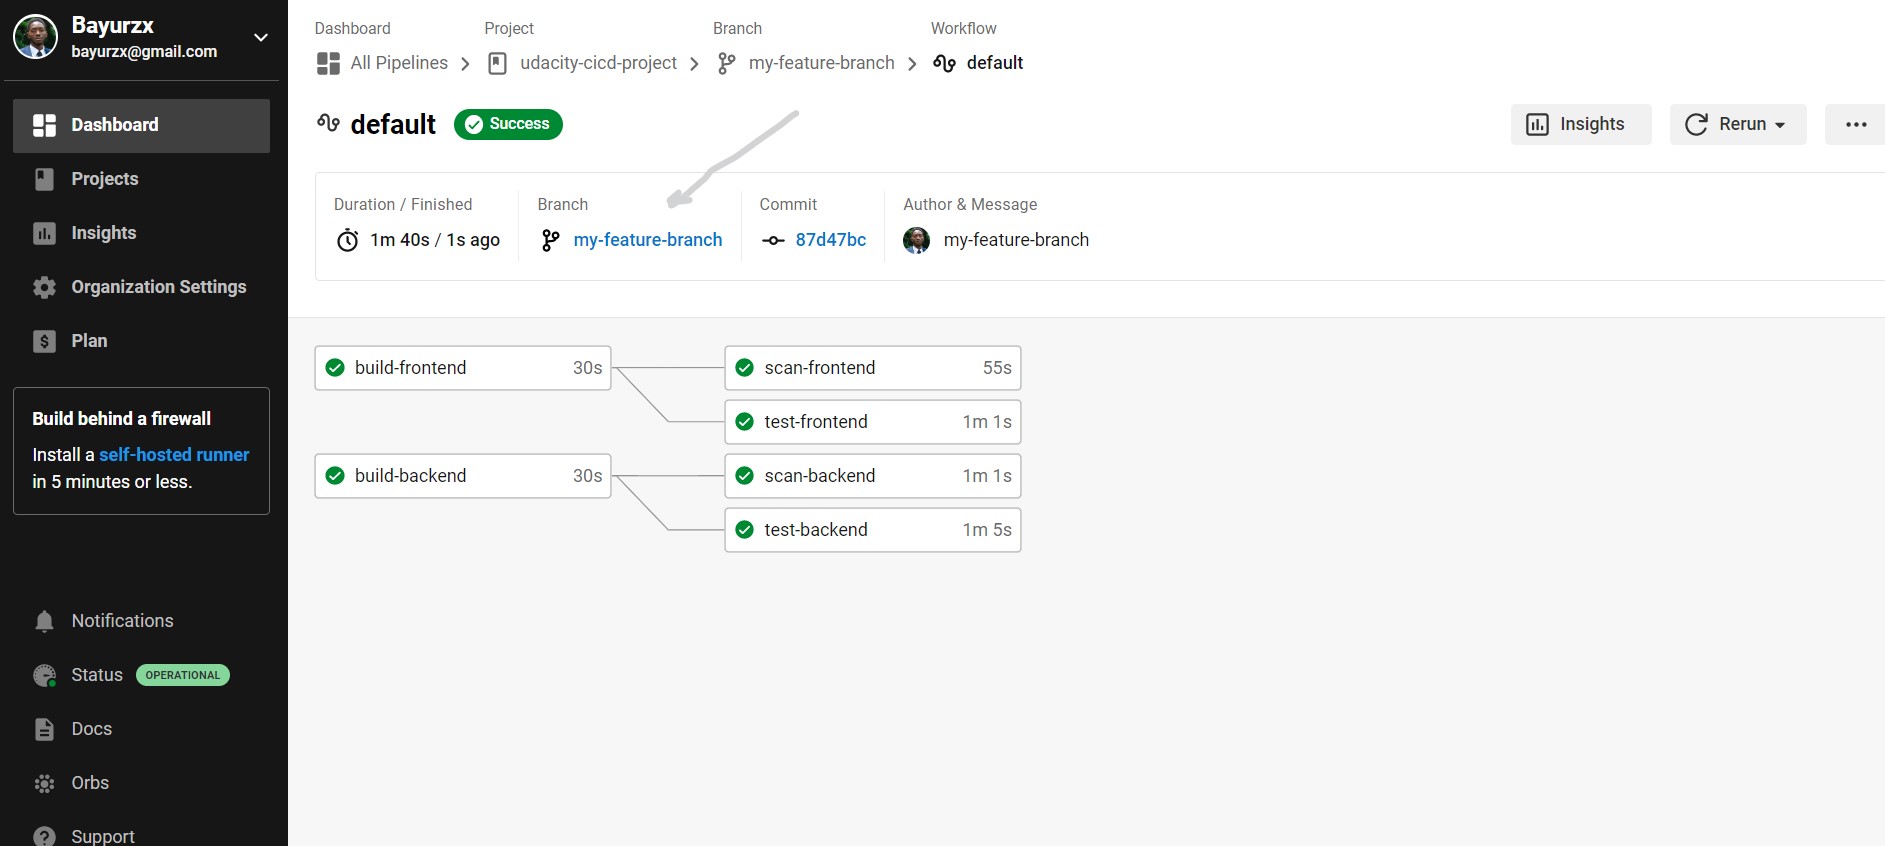 Bayurzx
bayurzx@gmail.com
Dashboard
Projects
Insights
Organization Settings
Plan
Build behind a firewall
Install a self-hosted runner
in 5 minutes or less.
Notifications
Status OPERATIONAL
Docs
Orbs
Support
Dashboard Project Branch Workflow
All Pipelines udacity-cicd-project my-feature-branch default
default Success Insights Rerun
Duration / Finished Branch Commit Author & Message
1m 40s / 1s ago my-feature-branch 87d47bc my-feature-branch
build-frontend 30s scan-frontend 55s
test-frontend 1m 1s
build-backend 30s scan-backend 1m 1s
test-backend 1m 5s